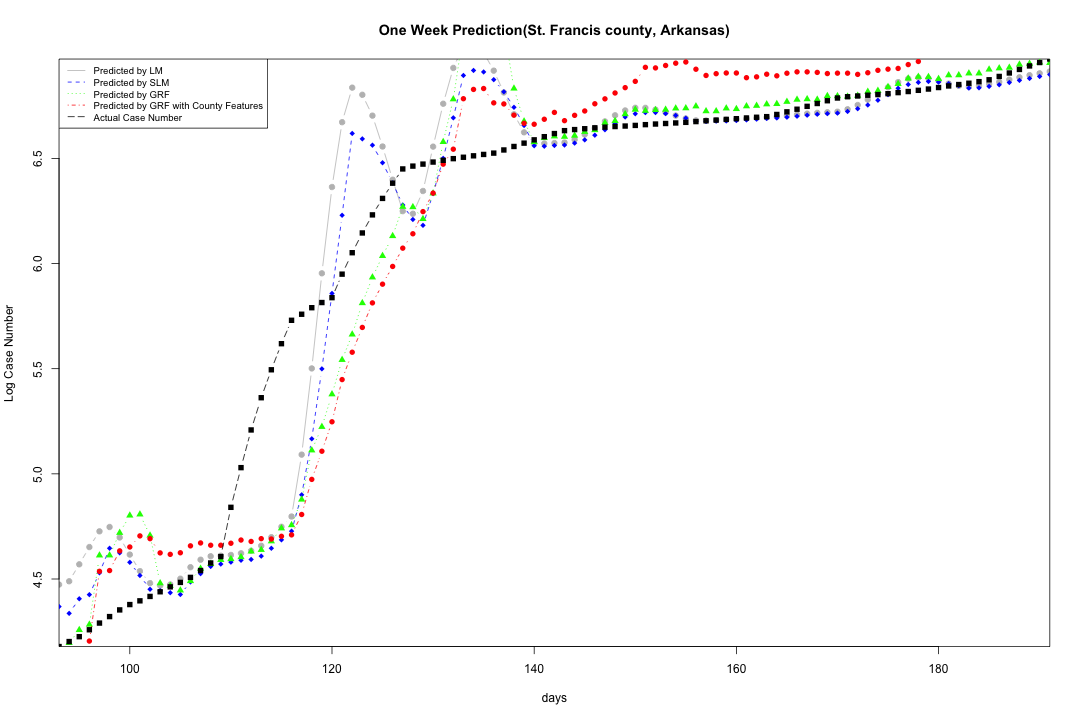 One Week Prediction(St. Francis county, Arkansas)
Predicted by LM
Predicted by SLM
Predicted by GRF
Predicted by GRF with County Features
Actual Case Number
Log Case Number
6.5
6.0
5.5
5.0
4.5
100
120
140
160
180
days